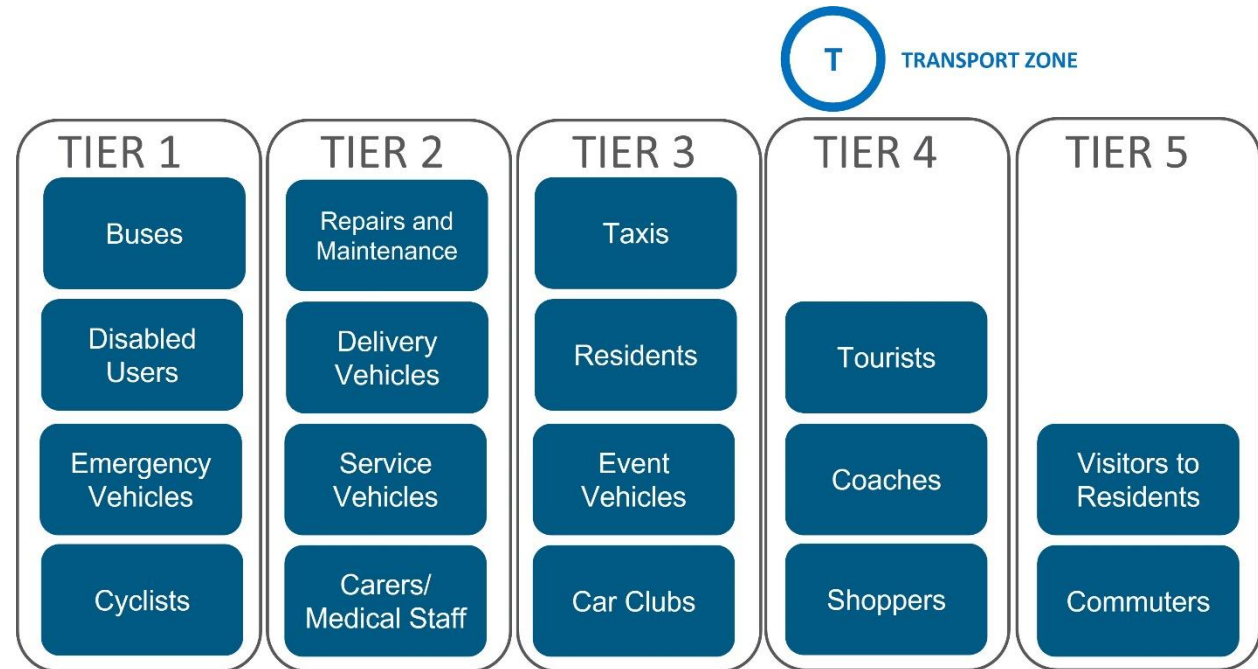 T
TRANSPORT ZONE
TIER 1
Buses
Disabled
Users
Emergency
Vehicles
Cyclists
TIER 2
Repairs and
Maintenance
Delivery
Vehicles
Service
Vehicles
Carers/
Medical Staff
TIER 3
Taxis
Residents
Event
Vehicles
Car Clubs
TIER 4
Tourists
Coaches
Shoppers
TIER 5
Visitors to
Residents
Commuters